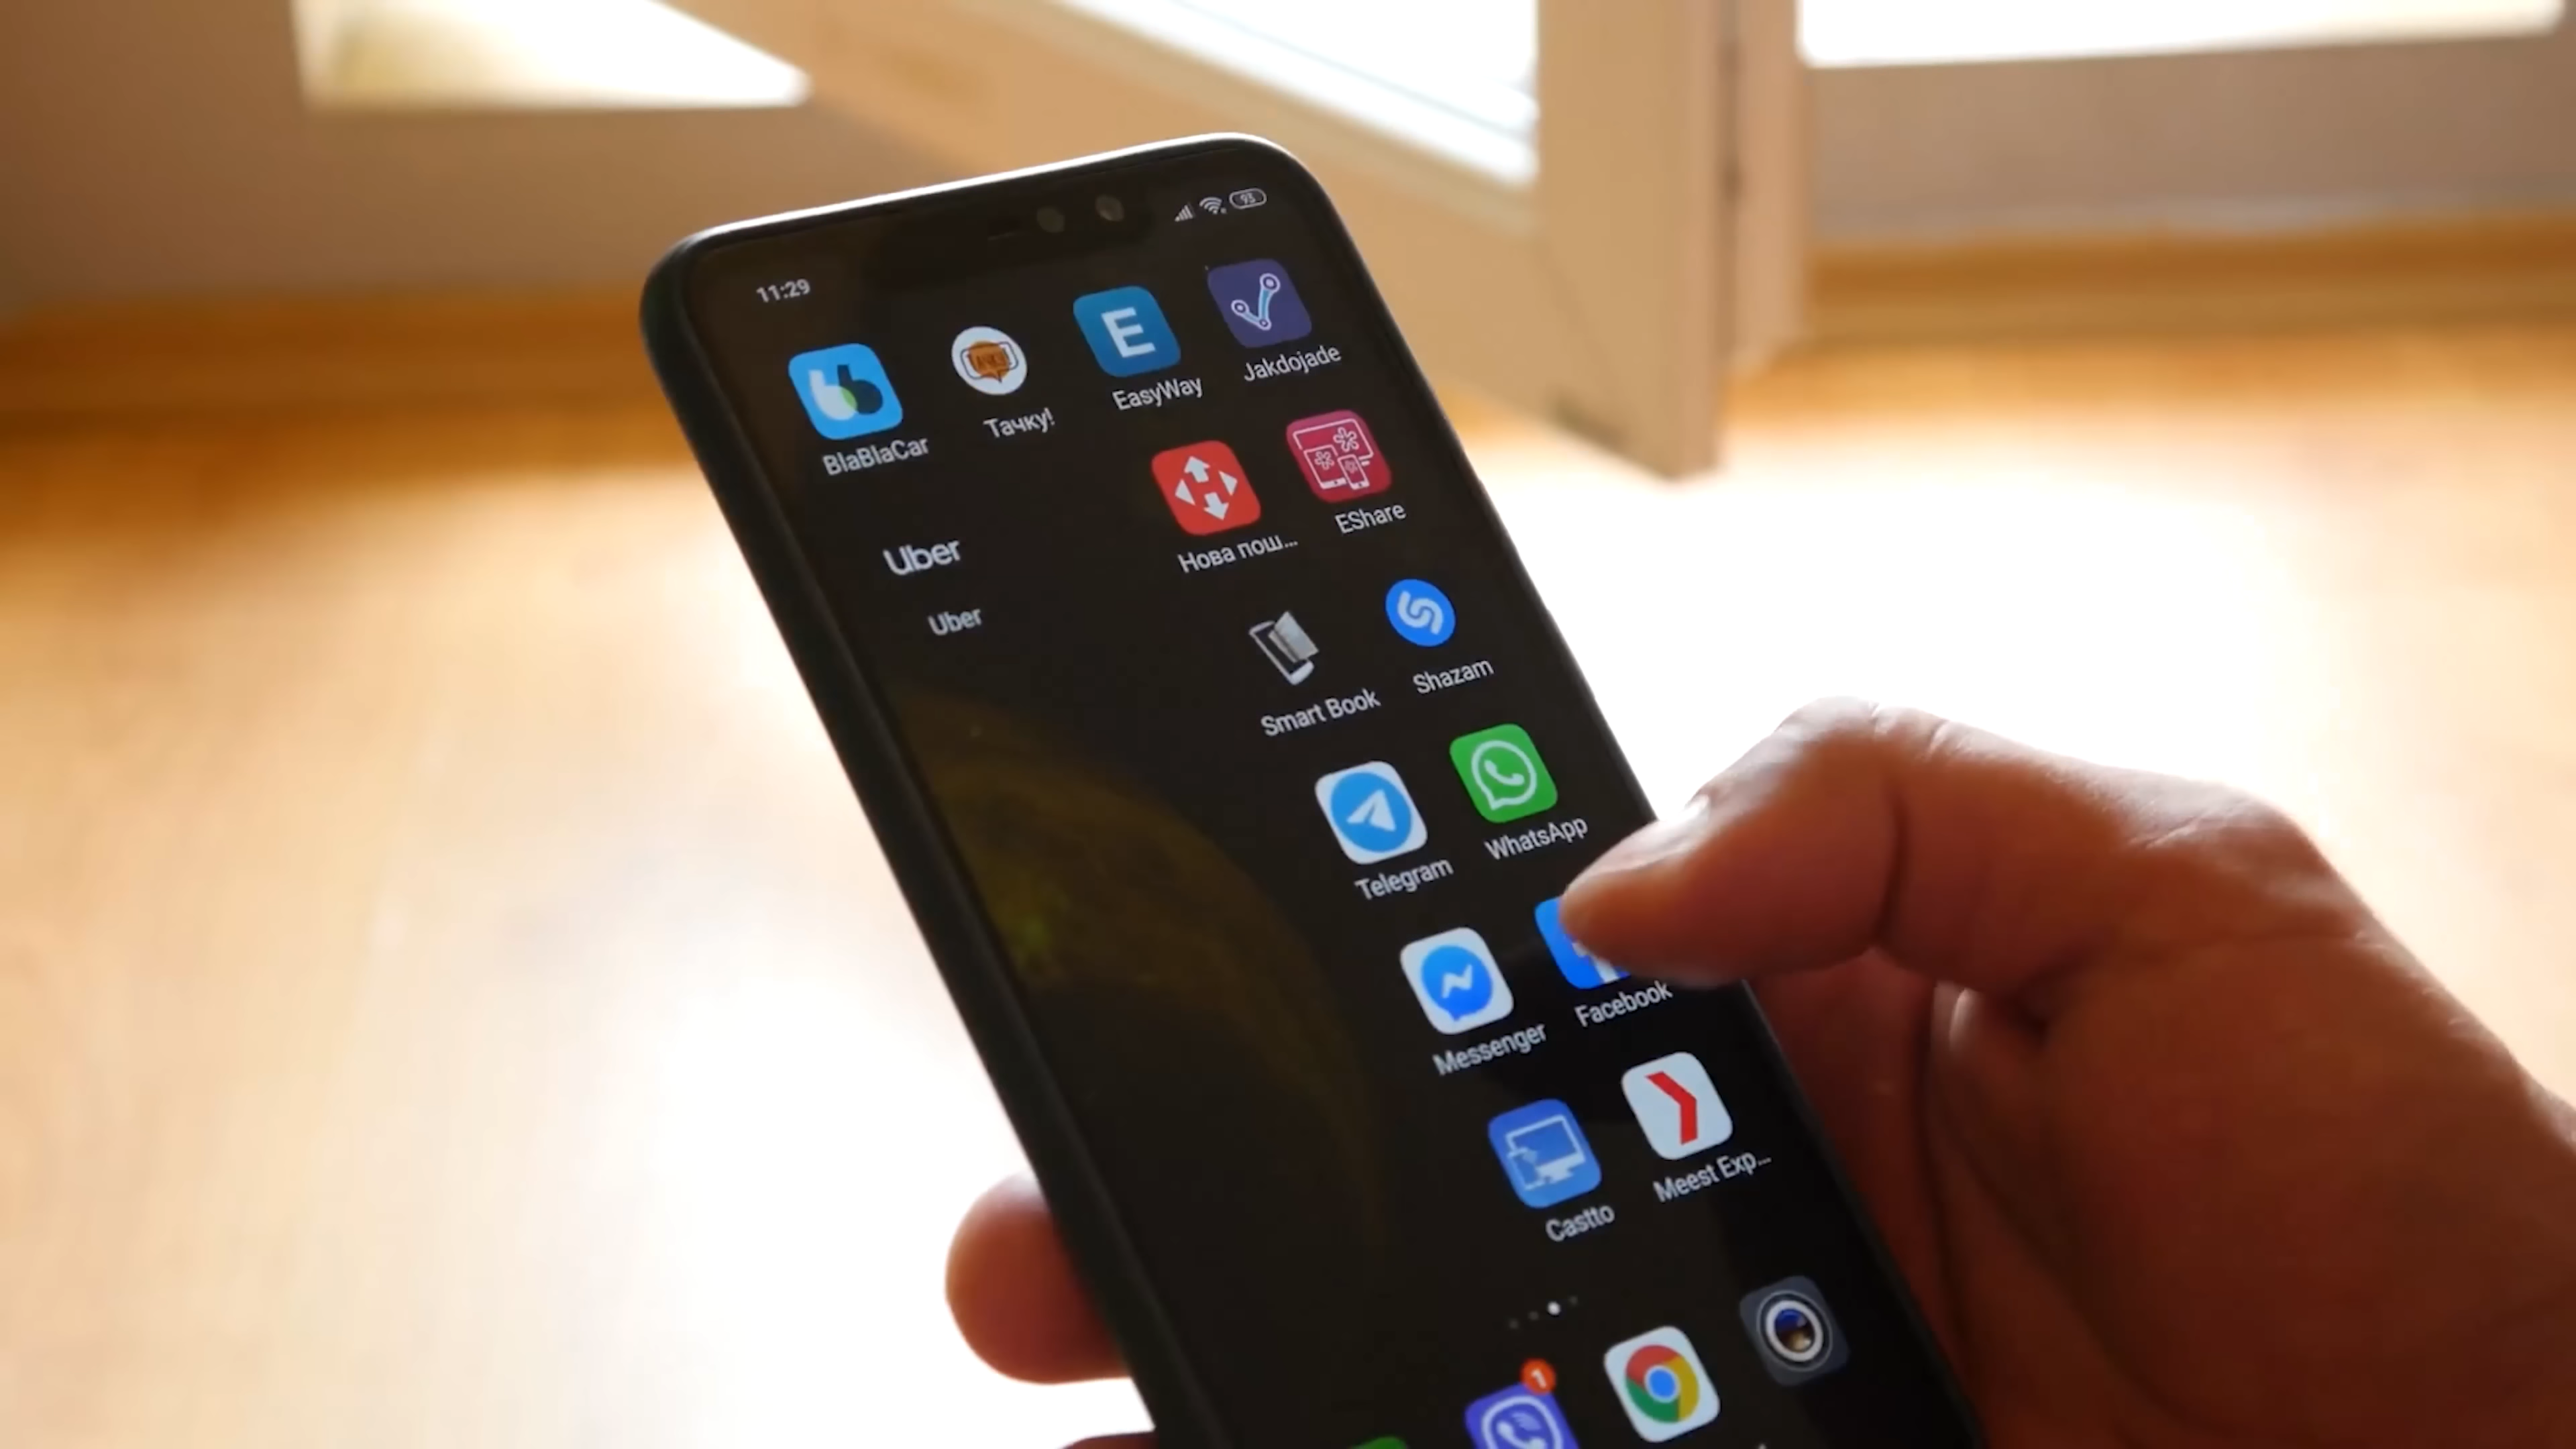 11:29
93
BlaBlaCar
Тачку!
E
EasyWay
Jakdojade
Нова пош...
EShare
Uber
Uber
Smart Book
Shazam
Telegram
WhatsApp
Messenger
Facebook
Castto
Meest Exp...
1